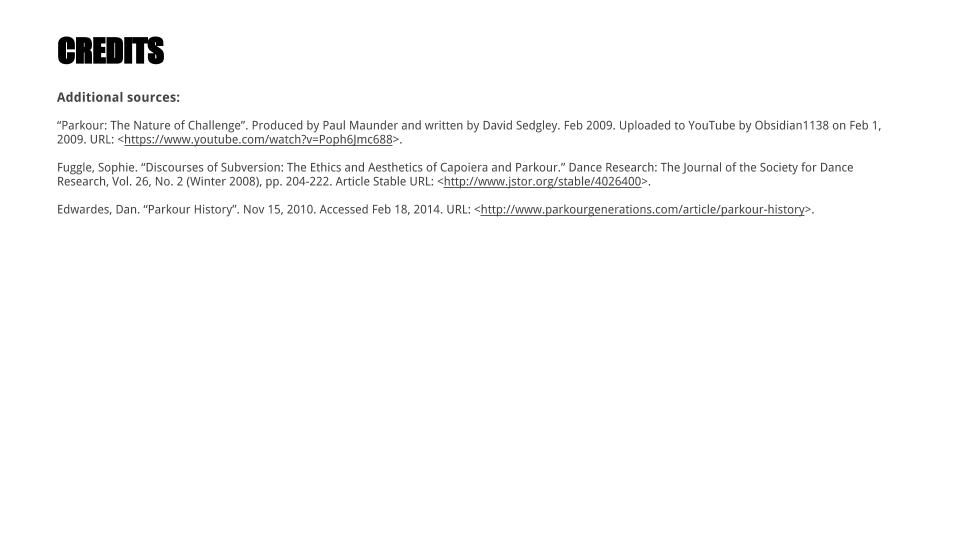 CREDITS
Additional sources:
“Parkour: The Nature of Challenge”. Produced by Paul Maunder and written by David Sedgley. Feb 2009. Uploaded to YouTube by Obsidian1138 on Feb 1,
2009. URL: <https://www.youtube.com/watch?v=Poph6Jmc688>.
Fuggle, Sophie. “Discourses of Subversion: The Ethics and Aesthetics of Capoiera and Parkour.” Dance Research: The Journal of the Society for Dance
Research, Vol. 26, No. 2 (Winter 2008), pp. 204-222. Article Stable URL: <http://www.jstor.org/stable/4026400>.
Edwardes, Dan. “Parkour History”. Nov 15, 2010. Accessed Feb 18, 2014. URL: <http://www.parkourgenerations.com/article/parkour-history>.